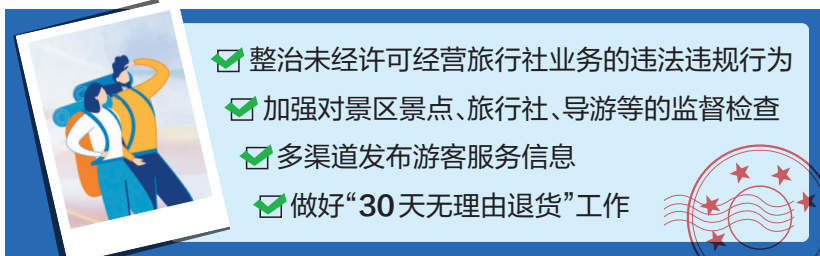 整治未经许可经营旅行社业务的违法违规行为
加强对景区景点、旅行社、导游等的监督检查
多渠道发布游客服务信息
做好“30天无理由退货”工作